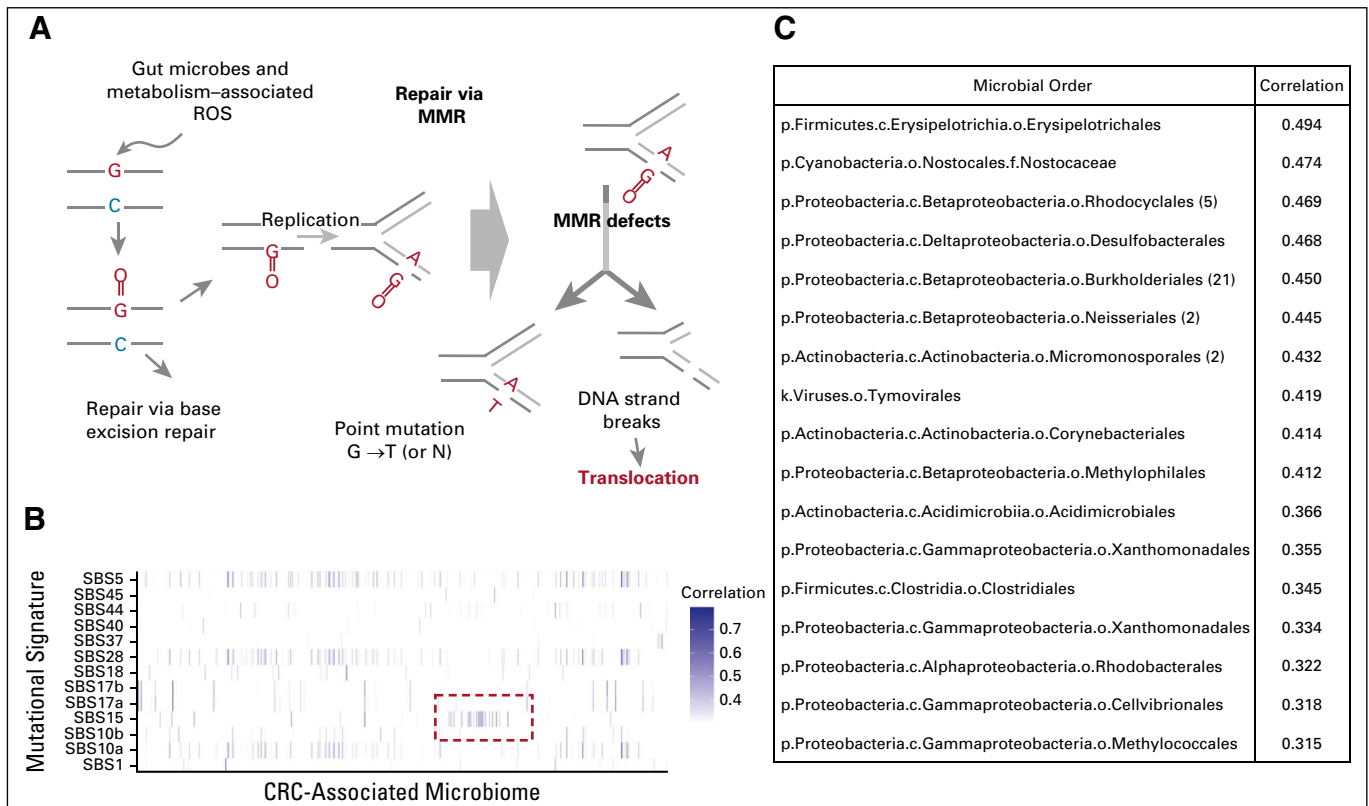 A
Gut microbes and
metabolism–associated
ROS
G
C
O
G
C
Repair via base
excision repair
Replication
G
O
A
G
O
Repair via
MMR
A
G
O
MMR defects
A
T
Point mutation
G →T (or N)
DNA strand
breaks
Translocation
B
Mutational Signature
SBS5
SBS45
SBS44
SBS40
SBS37
SBS28
SBS18
SBS17b
SBS17a
SBS15
SBS10b
SBS10a
SBS1
CRC-Associated Microbiome
Correlation
0.7
0.6
0.5
0.4
C
Microbial Order Correlation
p.Firmicutes.c.Erysipelotrichia.o.Erysipelotrichales 0.494
p.Cyanobacteria.o.Nostocales.f.Nostocaceae 0.474
p.Proteobacteria.c.Betaproteobacteria.o.Rhodocyclales (5) 0.469
p.Proteobacteria.c.Deltaproteobacteria.o.Desulfobacterales 0.468
p.Proteobacteria.c.Betaproteobacteria.o.Burkholderiales (21) 0.450
p.Proteobacteria.c.Betaproteobacteria.o.Neisseriales (2) 0.445
p.Actinobacteria.c.Actinobacteria.o.Micromonosporales (2) 0.432
k.Viruses.o.Tymovirales 0.419
p.Actinobacteria.c.Actinobacteria.o.Corynebacteriales 0.414
p.Proteobacteria.c.Betaproteobacteria.o.Methylophilales 0.412
p.Actinobacteria.c.Acidimicrobiia.o.Acidimicrobiales 0.366
p.Proteobacteria.c.Gammaproteobacteria.o.Xanthomonadales 0.355
p.Firmicutes.c.Clostridia.o.Clostridiales 0.345
p.Proteobacteria.c.Gammaproteobacteria.o.Xanthomonadales 0.334
p.Proteobacteria.c.Alphaproteobacteria.o.Rhodobacterales 0.322
p.Proteobacteria.c.Gammaproteobacteria.o.Cellvibrionales 0.318
p.Proteobacteria.c.Gammaproteobacteria.o.Methylococcales 0.315